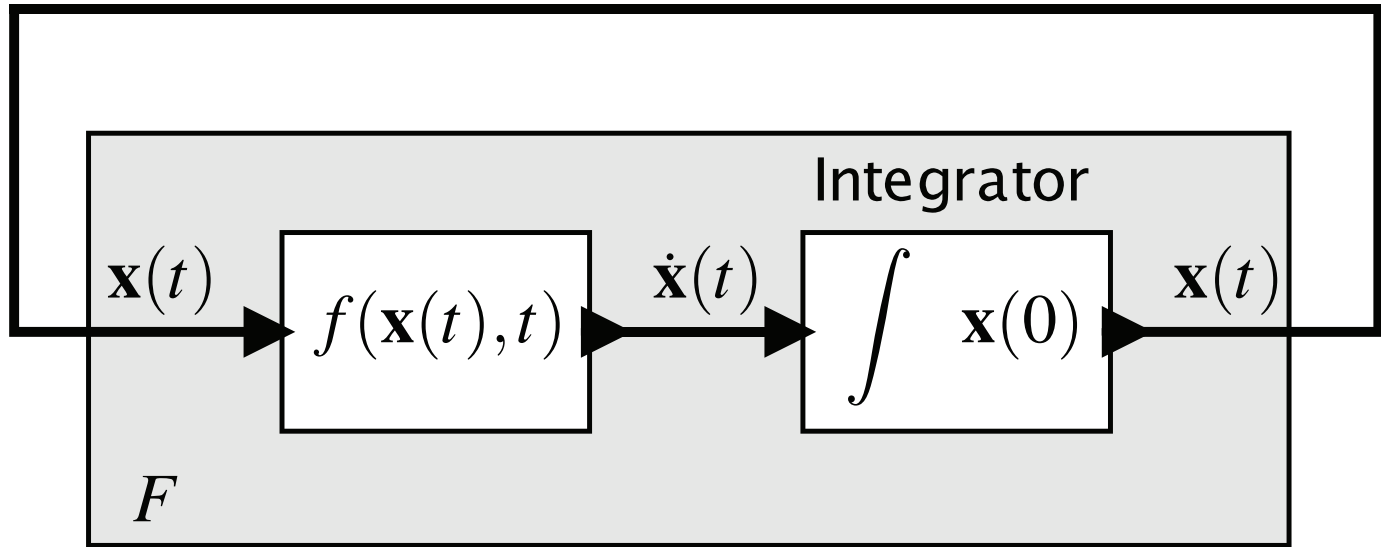 Integrator
𝐱(t)
f(𝐱(t),t)
𝐱̇(t)
∫ 𝐱(0)
𝐱(t)
F